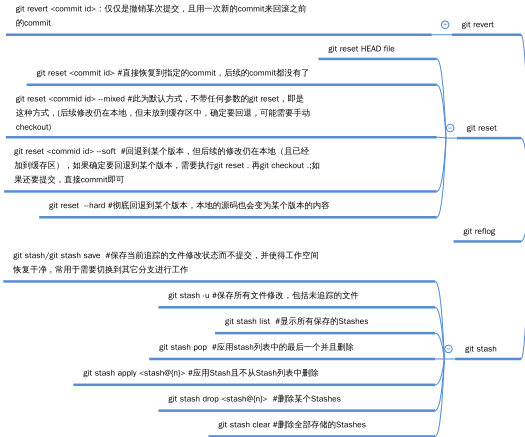 git revert <commit id>：仅仅是撤销某次提交，且用一次新的commit来回滚之前
的commit
git revert
git reset HEAD file
git reset <commit id> #直接恢复到指定的commit，后续的commit都没有了
git reset <commid id> --mixed #此为默认方式，不带任何参数的git reset，即是
这种方式，(后续修改仍在本地，但未放到缓存区中，确定要回退，可能需要手动
checkout)
git reset
git reset <commid id> --soft  #回退到某个版本，但后续的修改仍在本地（且已经
加到缓存区），如果确定要回退到某个版本，需要执行git reset . 再git checkout .;如
果还要提交，直接commit即可
git reset  --hard #彻底回退到某个版本，本地的源码也会变为某个版本的内容
git reflog
git stash/git stash save  #保存当前追踪的文件修改状态而不提交，并使得工作空间
恢复干净，常用于需要切换到其它分支进行工作
git stash -u #保存所有文件修改，包括未追踪的文件
git stash list  #显示所有保存的Stashes
git stash pop  #应用stash列表中的最后一个并且删除
git stash
git stash apply <stash@{n}> #应用Stash且不从Stash列表中删除
git stash drop <stash@{n}>  #删除某个Stashes
git stash clear #删除全部存储的Stashes